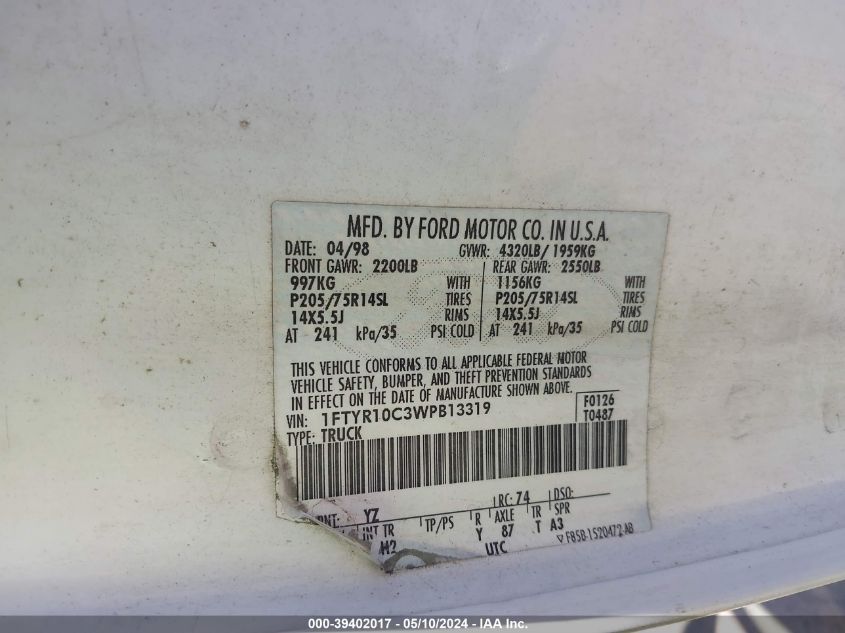 MFD. BY FORD MOTOR CO. IN U.S.A.
DATE: 04/98 GVWR: 4320LB/ 1959KG
FRONT GAWR: 2200LB REAR GAWR: 2550LB
997KG WITH 1156KG WITH
P205/75R14SL TIRES P205/75R14SL TIRES
14X5.5J RIMS 14X5.5J RIMS
AT 241 kPa/35 PSI COLD AT 241 kPa/35 PSI COLD
THIS VEHICLE CONFORMS TO ALL APPLICABLE FEDERAL MOTOR
VEHICLE SAFETY, BUMPER, AND THEFT PREVENTION STANDARDS
IN EFFECT ON THE DATE OF MANUFACTURE SHOWN ABOVE.
VIN: 1FTYR10C3WPB13319 F0126
TYPE: TRUCK T0487
RC: 74 DSO:
PNT: YZ
INT TR TP/PS R AXLE TR SPR
M2 Y 87 T A3
UTC F85B-1520472-AB
000-39402017 - 05/10/2024 - IAA Inc.